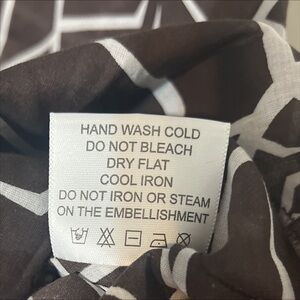 HAND WASH COLD
DO NOT BLEACH
DRY FLAT
COOL IRON
DO NOT IRON OR STEAM
ON THE EMBELLISHMENT